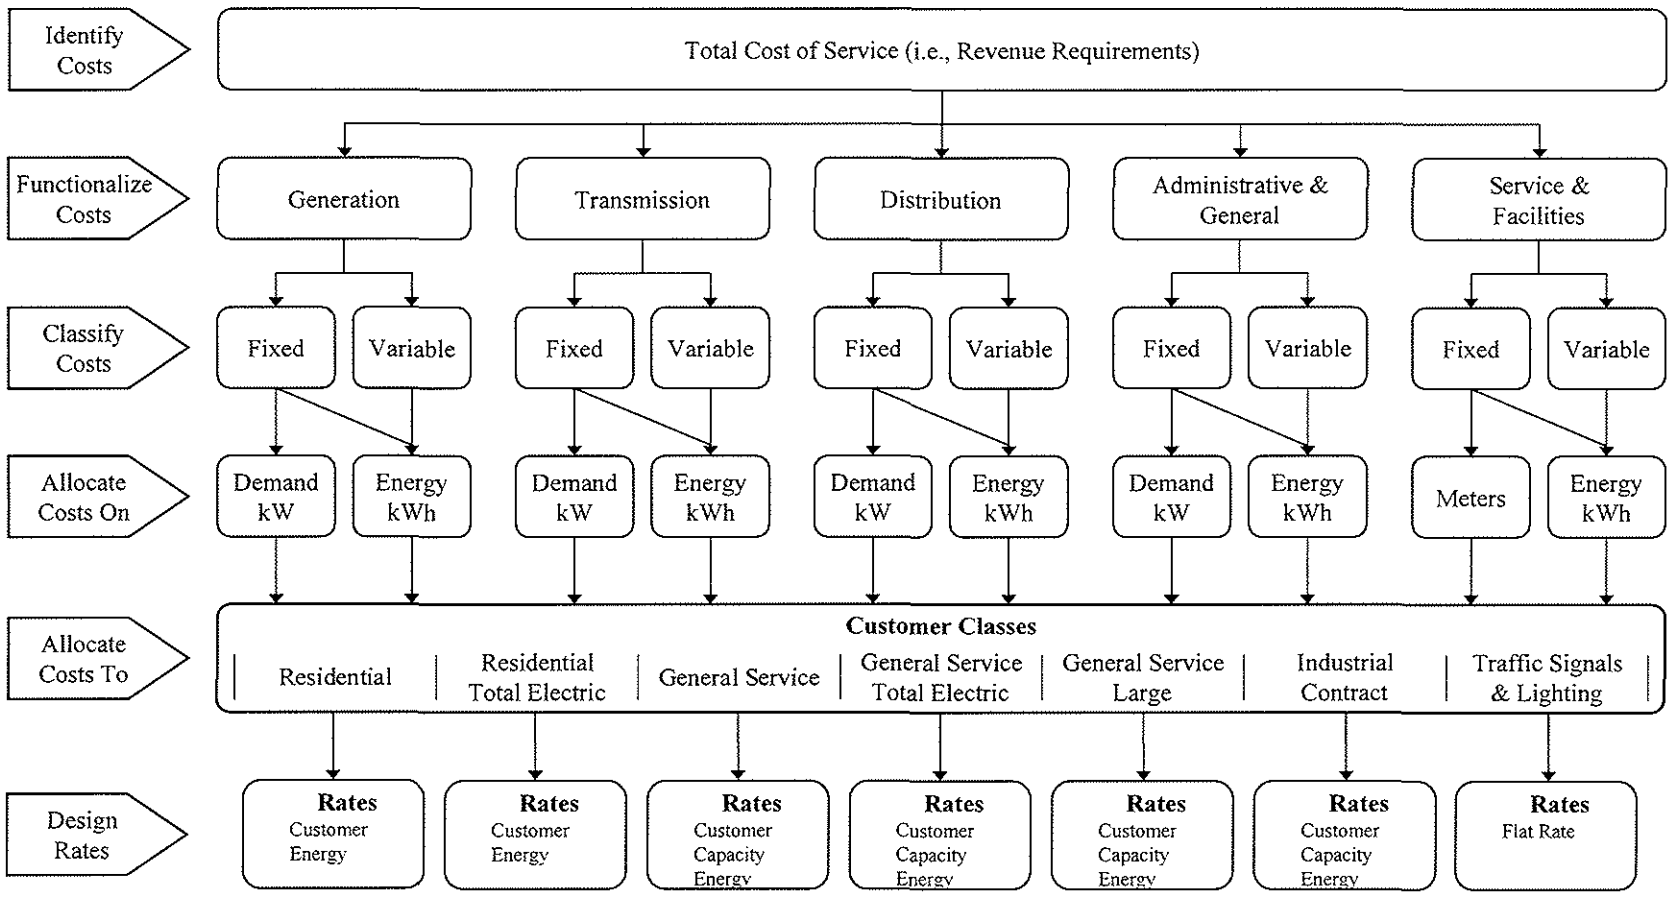 Identify
Costs
Total Cost of Service (i.e., Revenue Requirements)
Functionalize
Costs
Generation
Transmission
Distribution
Administrative &
General
Service &
Facilities
Classify
Costs
Fixed
Variable
Fixed
Variable
Fixed
Variable
Fixed
Variable
Fixed
Variable
Allocate
Costs On
Demand
kW
Energy
kWh
Demand
kW
Energy
kWh
Demand
kW
Energy
kWh
Demand
kW
Energy
kWh
Meters
Energy
kWh
Allocate
Costs To
Customer Classes
Residential
Residential
Total Electric
General Service
General Service
Total Electric
General Service
Large
Industrial
Contract
Traffic Signals
& Lighting
Design
Rates
Rates
Customer
Energy
Rates
Customer
Energy
Rates
Customer
Capacity
Energy
Rates
Customer
Capacity
Energy
Rates
Customer
Capacity
Energy
Rates
Customer
Capacity
Energy
Rates
Flat Rate